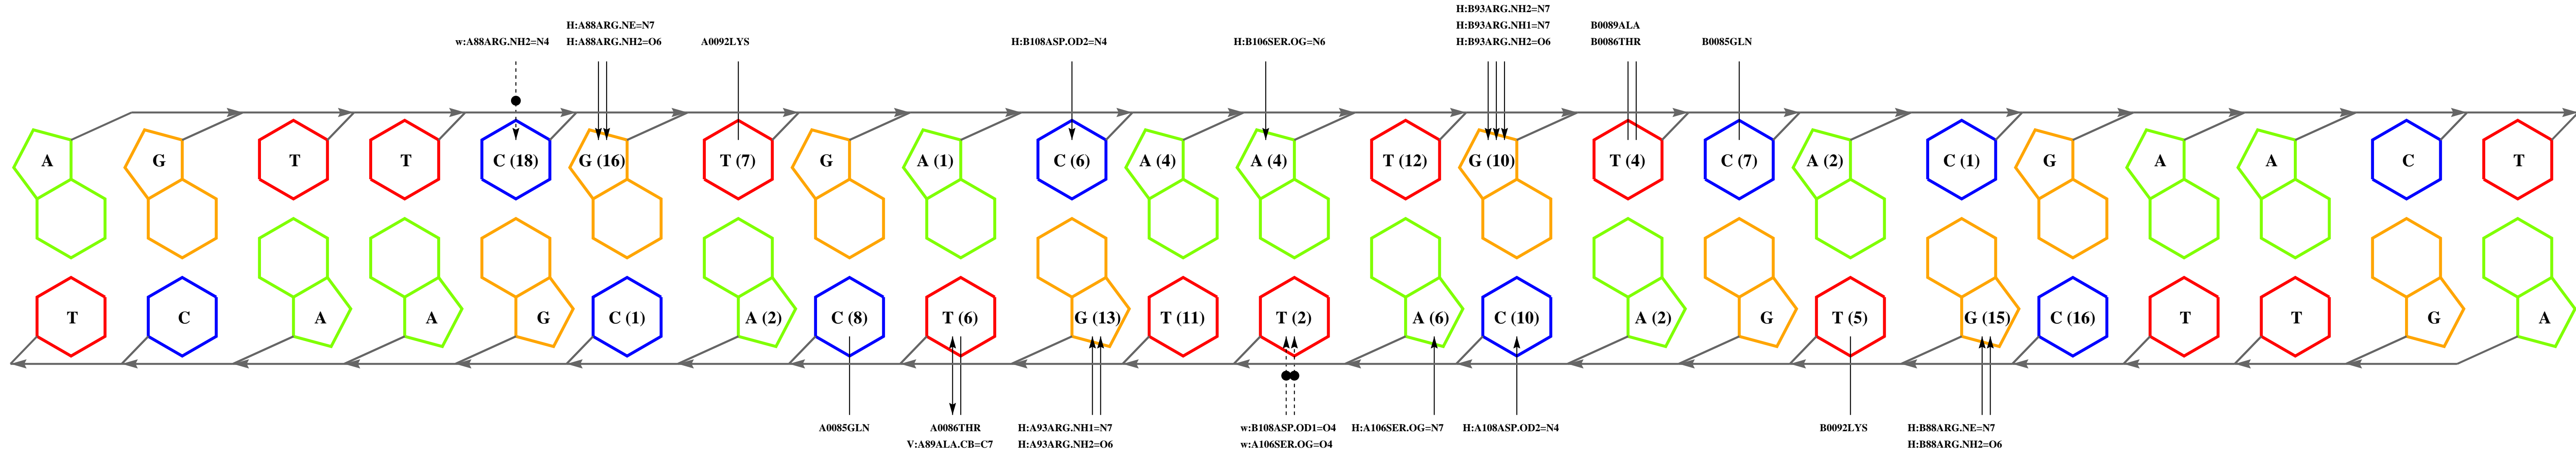 H:A88ARG.NE=N7
H:B93ARG.NH2=N7
H:B93ARG.NH1=N7
B0089ALA
w:A88ARG.NH2=N4
H:A88ARG.NH2=O6
A0092LYS
H:B108ASP.OD2=N4
H:B106SER.OG=N6
H:B93ARG.NH2=O6
B0086THR
B0085GLN
A G T T C (18) G (16) T (7) G A (1) C (6) A (4) A (4) T (12) G (10) T (4) C (7) A (2) C (1) G A A C T
T C A A G C (1) A (2) C (8) T (6) G (13) T (11) T (2) A (6) C (10) A (2) G T (5) G (15) C (16) T T G A
A0085GLN
A0086THR
V:A89ALA.CB=C7
H:A93ARG.NH1=N7
H:A93ARG.NH2=O6
w:B108ASP.OD1=O4
w:A106SER.OG=O4
H:A106SER.OG=N7
H:A108ASP.OD2=N4
B0092LYS
H:B88ARG.NE=N7
H:B88ARG.NH2=O6